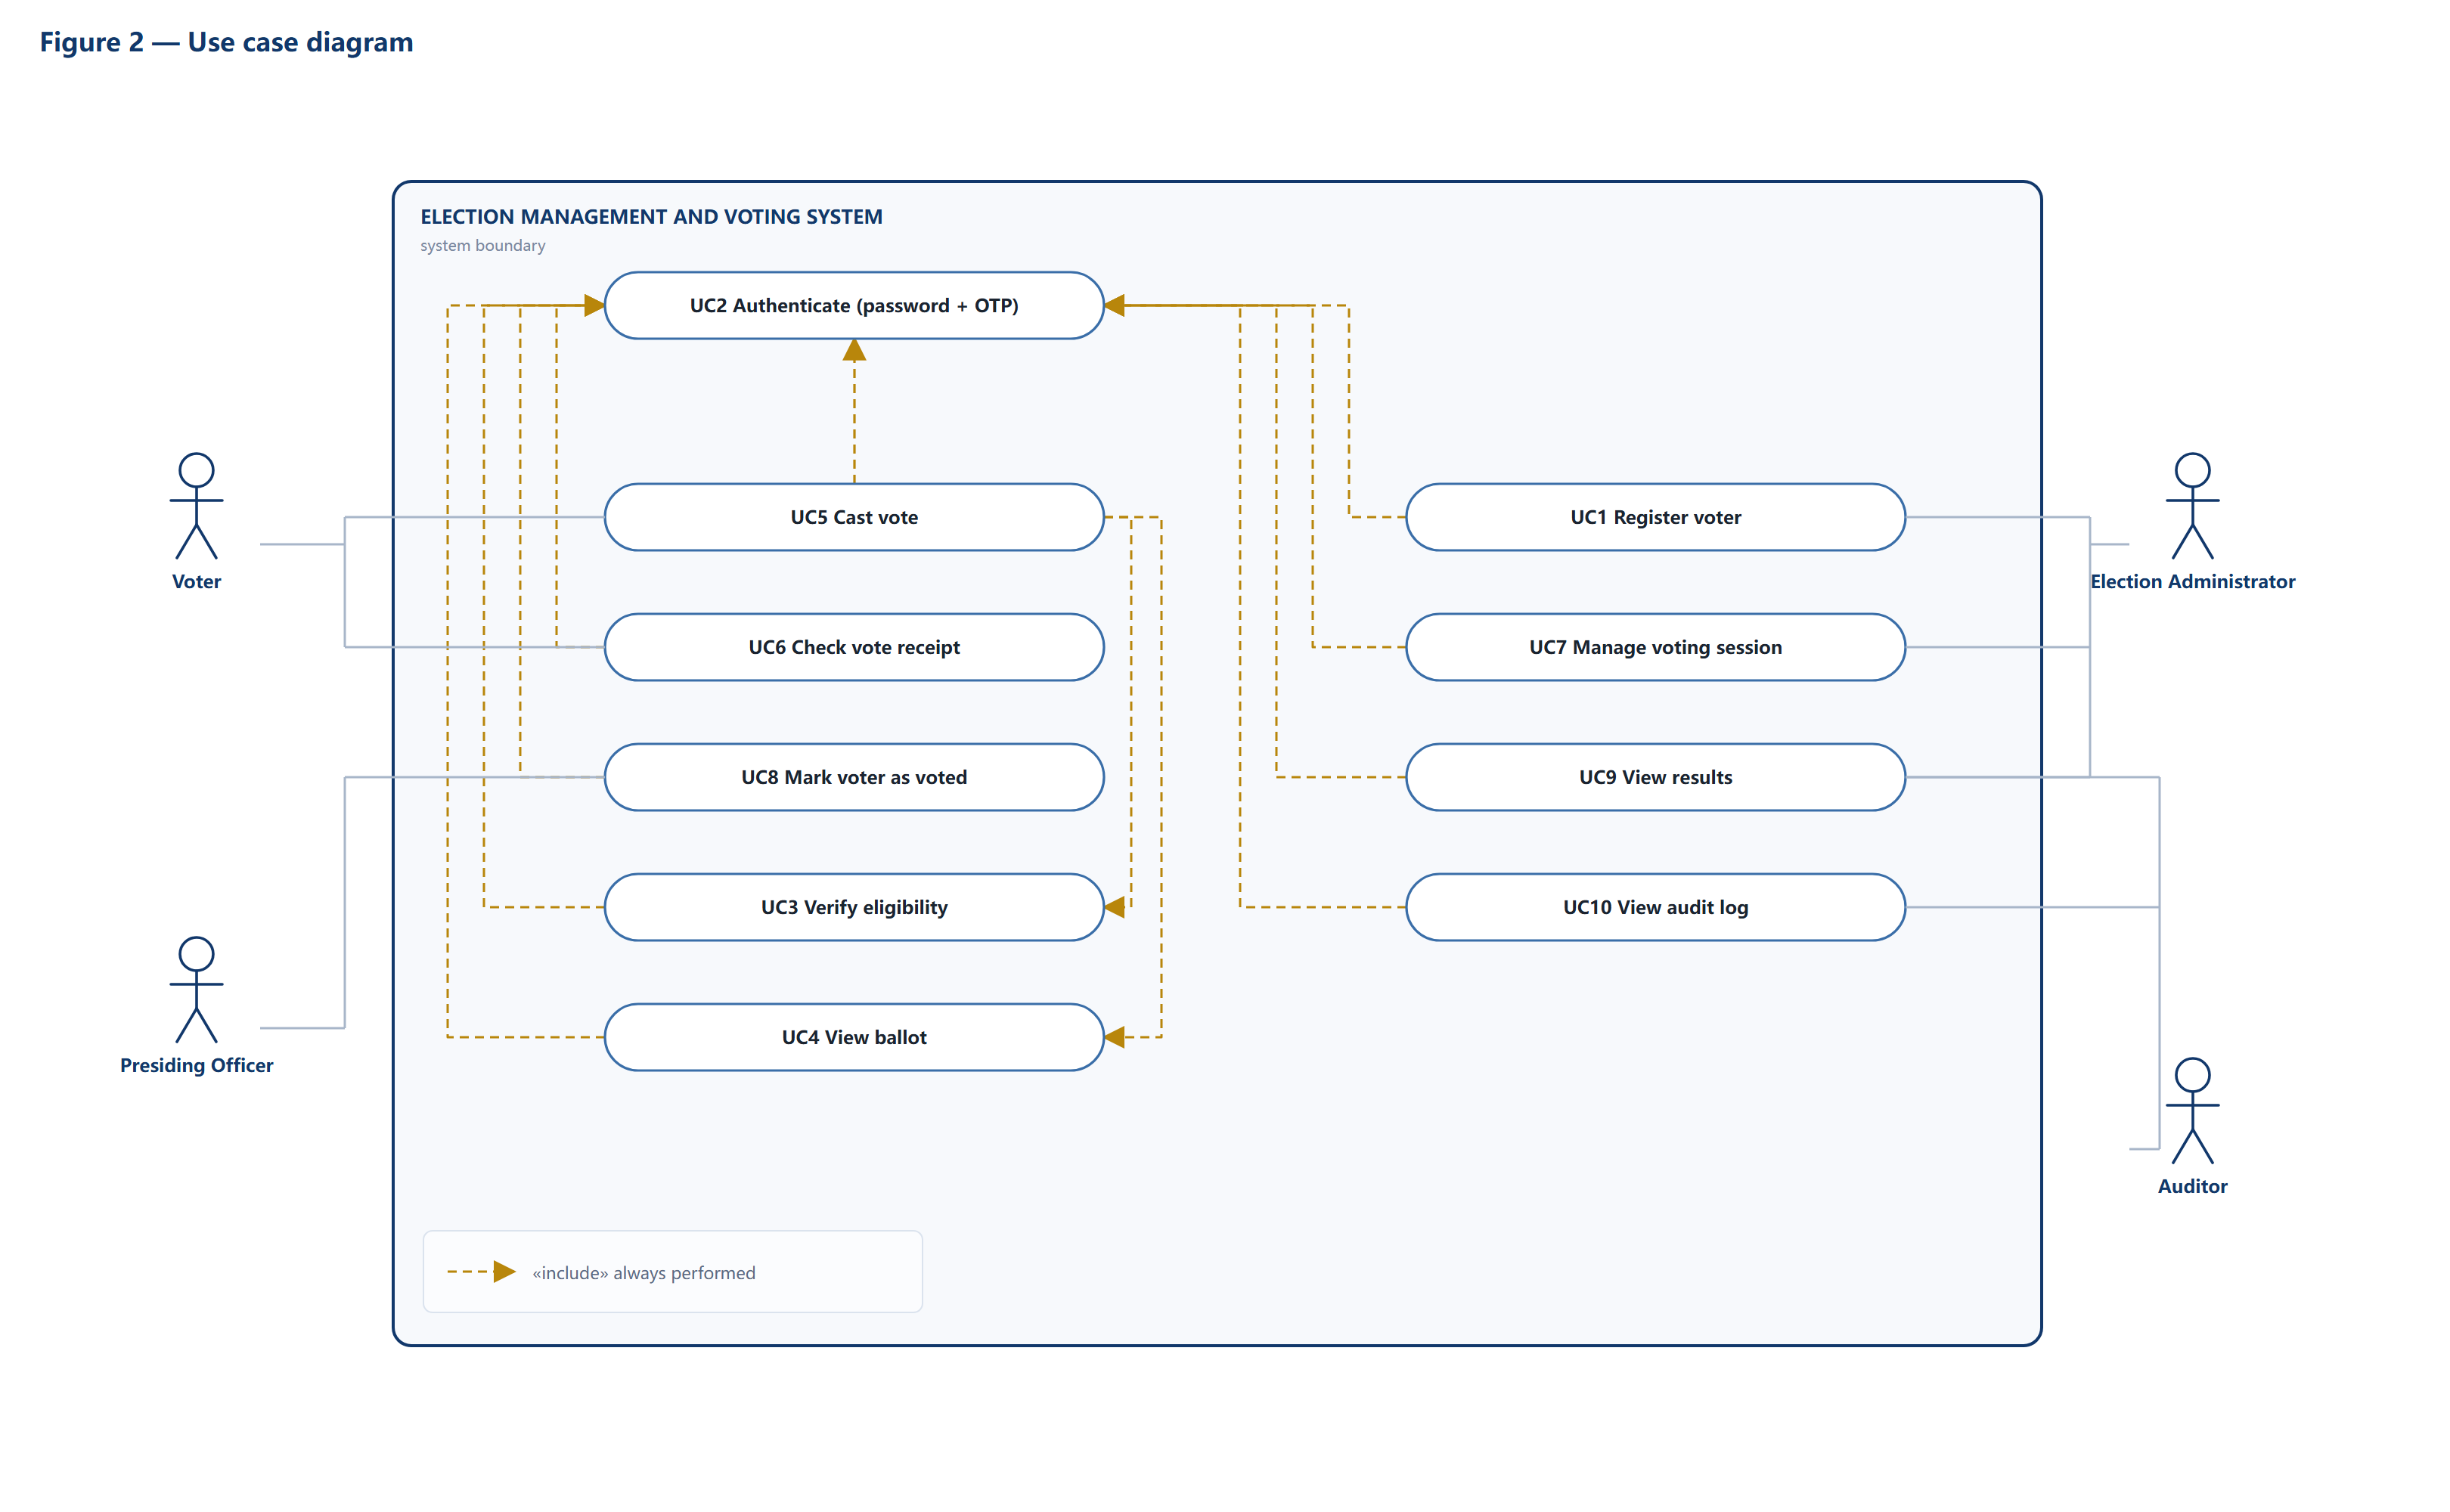 Figure 2 — Use case diagram
ELECTION MANAGEMENT AND VOTING SYSTEM
system boundary
UC2 Authenticate (password + OTP)
UC5 Cast vote
UC1 Register voter
Voter
Election Administrator
UC6 Check vote receipt
UC7 Manage voting session
UC8 Mark voter as voted
UC9 View results
UC3 Verify eligibility
UC10 View audit log
UC4 View ballot
Presiding Officer
Auditor
«include» always performed